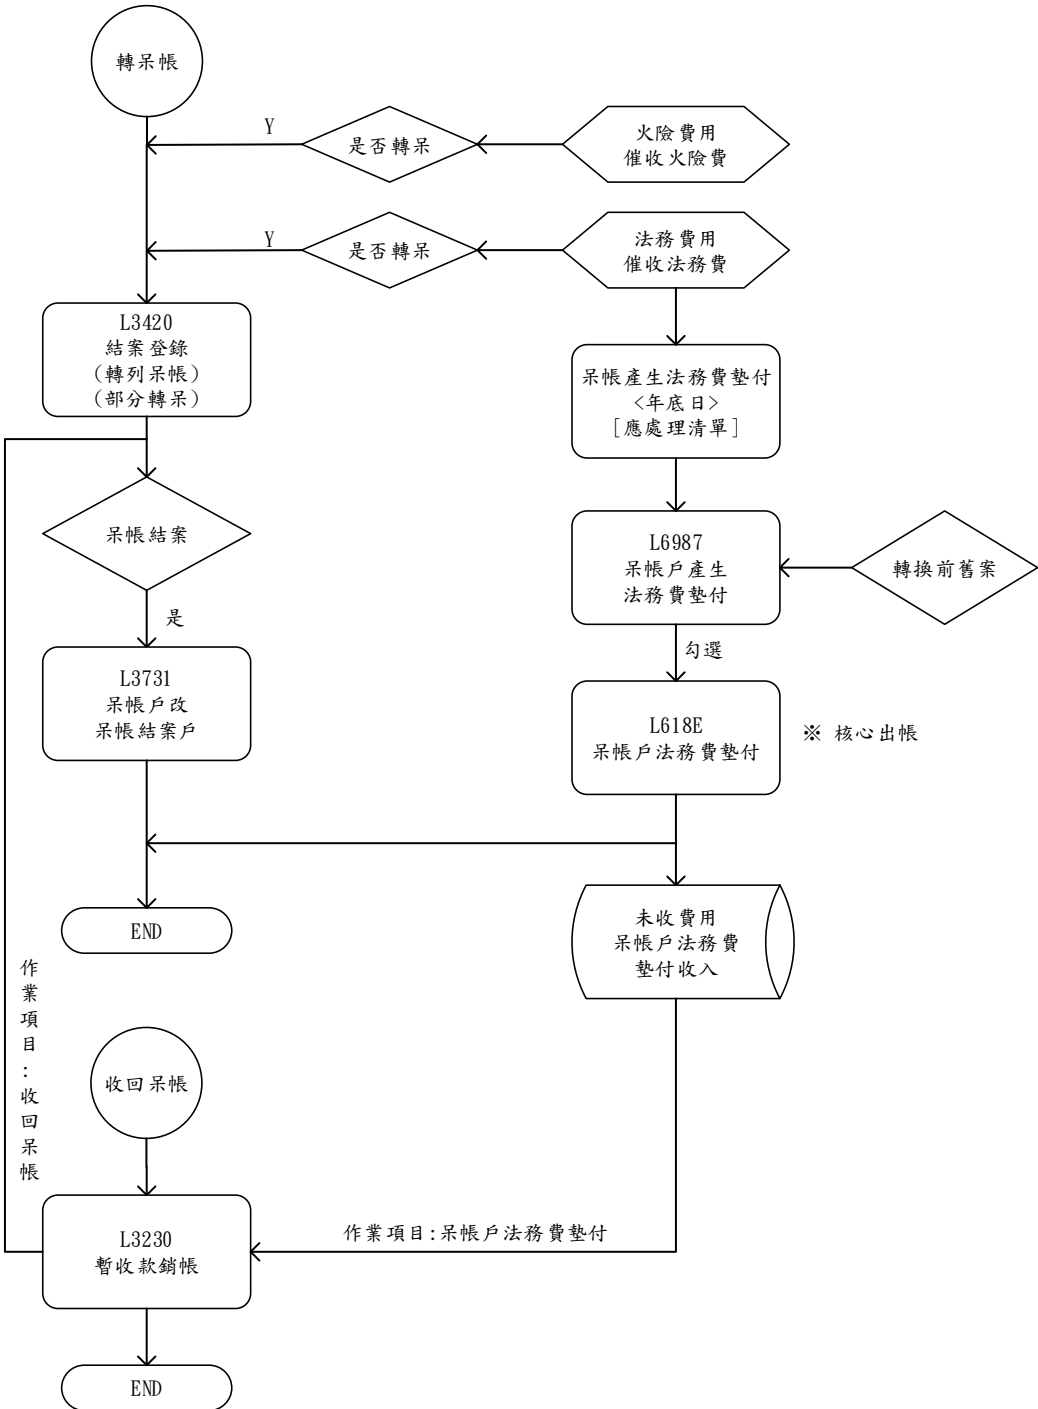 轉呆帳
Y
是否轉呆
火險費用
催收火險費
Y
是否轉呆
法務費用
催收法務費
L3420
結案登錄
(轉列呆帳)
(部分轉呆)
呆帳產生法務費墊付
<年底日>
[應處理清單]
呆帳結案
L6987
呆帳戶產生
法務費墊付
轉換前舊案
是
勾選
L3731
呆帳戶改
呆帳結案戶
L618E
呆帳戶法務費墊付
※ 核心出帳
END
未收費用
呆帳戶法務費
墊付收入
作業項目:收回呆帳
收回呆帳
作業項目:呆帳戶法務費墊付
L3230
暫收款銷帳
END